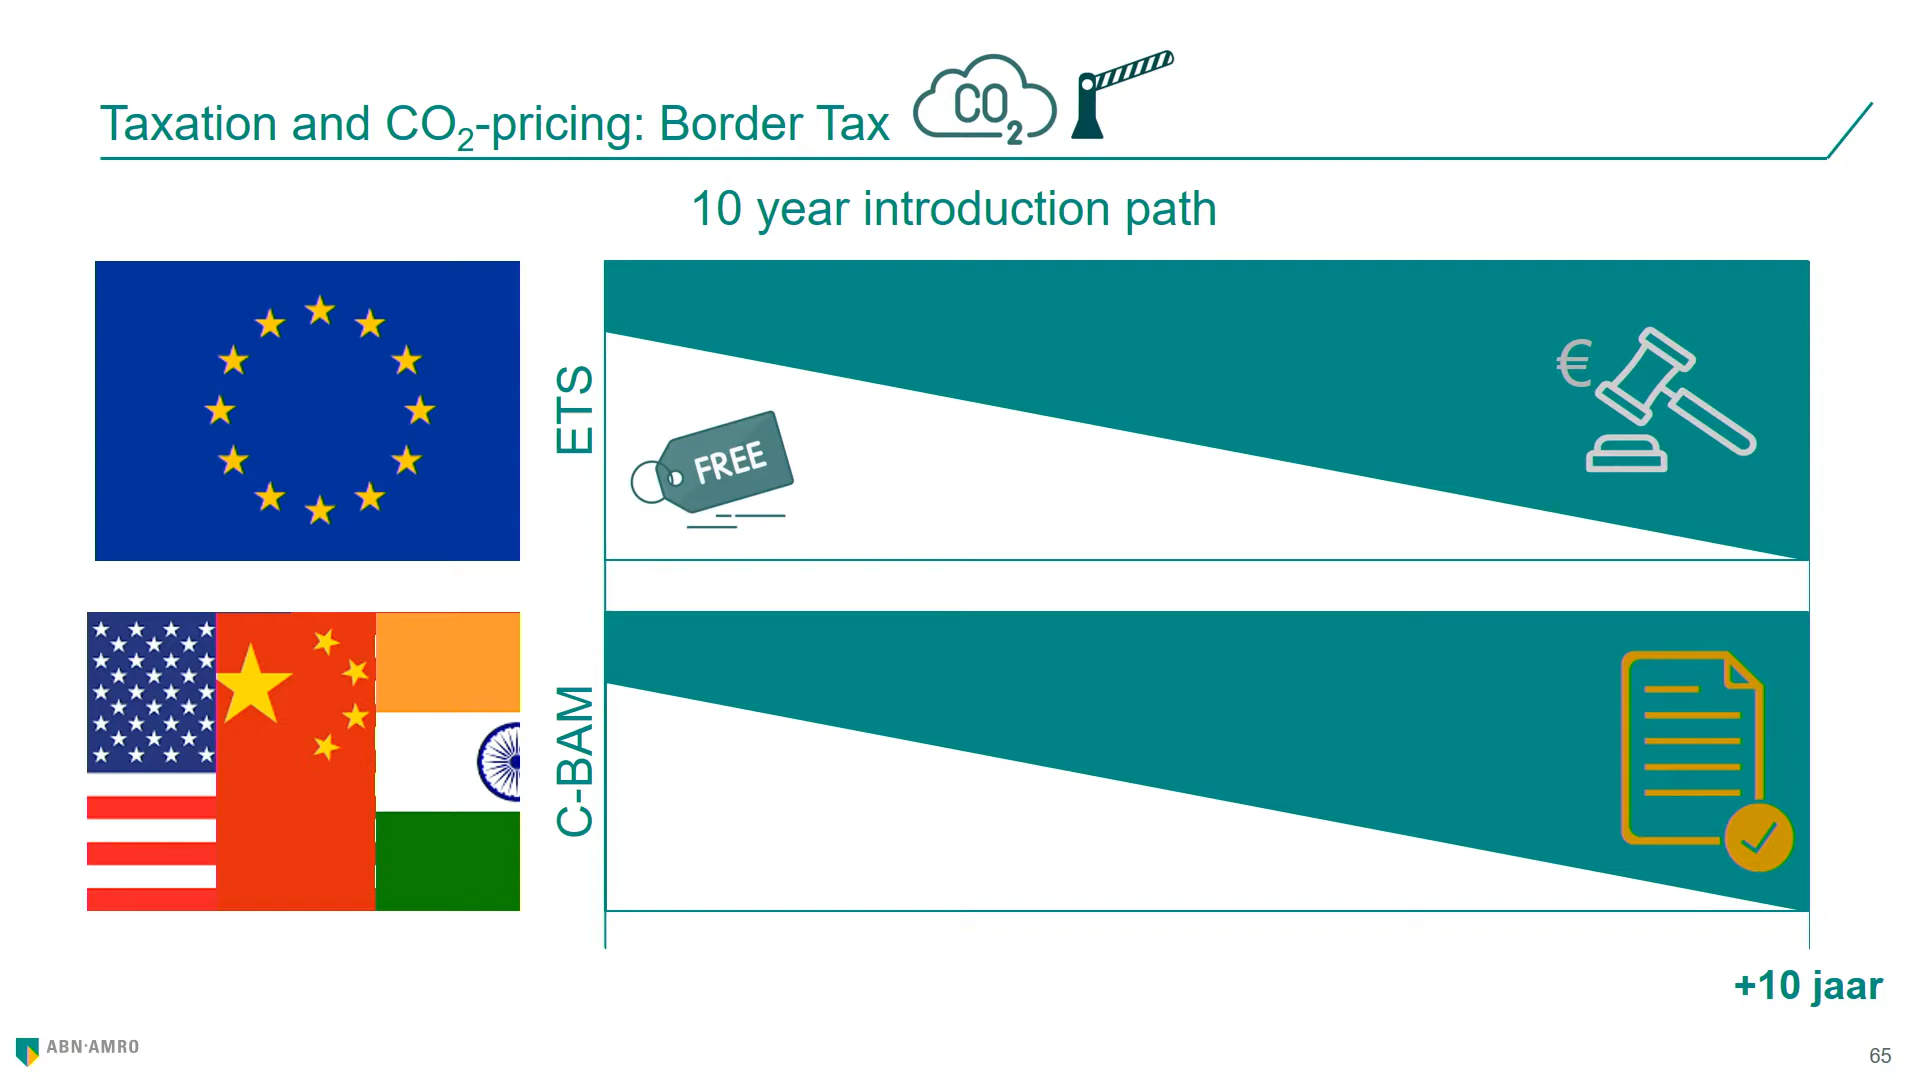 Taxation and CO₂-pricing: Border Tax
CO₂
10 year introduction path
ETS
€
FREE
C-BAM
+10 jaar
ABN·AMRO
65